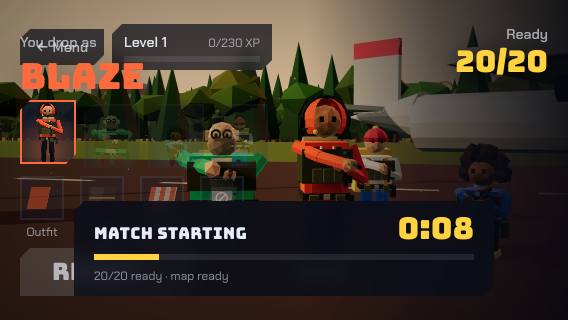 You drop as
← Menu
Level 1
0/230 XP
Ready
BLAZE
20/20
Outfit
MATCH STARTING
0:08
20/20 ready · map ready